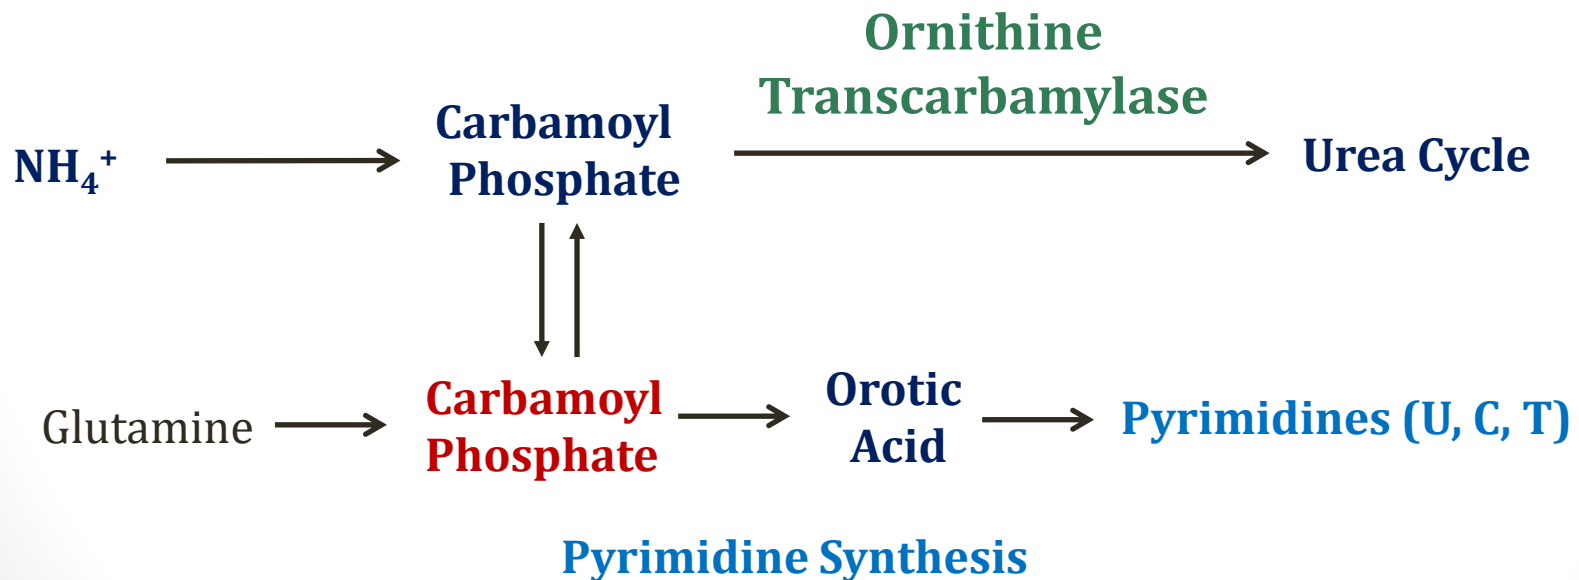 Ornithine
Transcarbamylase
Carbamoyl
Phosphate
NH₄⁺
Urea Cycle
Glutamine
Carbamoyl
Phosphate
Orotic
Acid
Pyrimidines (U, C, T)
Pyrimidine Synthesis